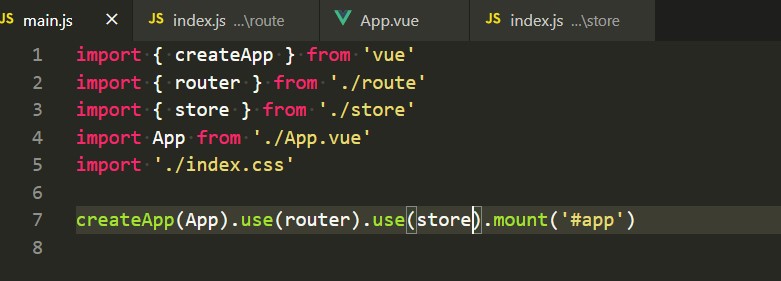 JS main.js × JS index.js ...\route App.vue JS index.js ...\store
1 import { createApp } from 'vue'
2 import { router } from './route'
3 import { store } from './store'
4 import App from './App.vue'
5 import './index.css'
6
7 createApp(App).use(router).use(store).mount('#app')
8